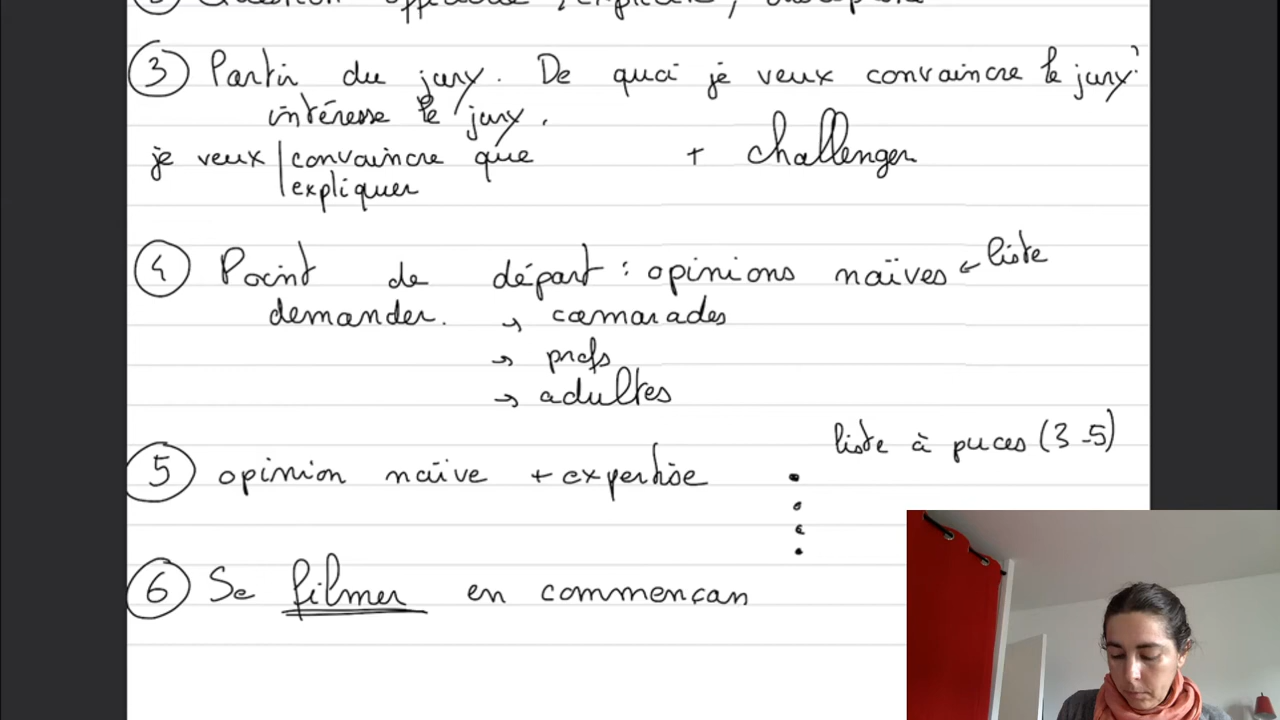 ③ Partir du jury. De quoi je veux convaincre le jury?
intéresse le jury.
je veux convaincre que + challenger
expliquer
④ Point de départ : opinions naïves ← liste
demander. → camarades
→ profs
→ adultes
liste à puces (3-5)
⑤ opinion naïve + expertise
⑥ Se filmer en commençan